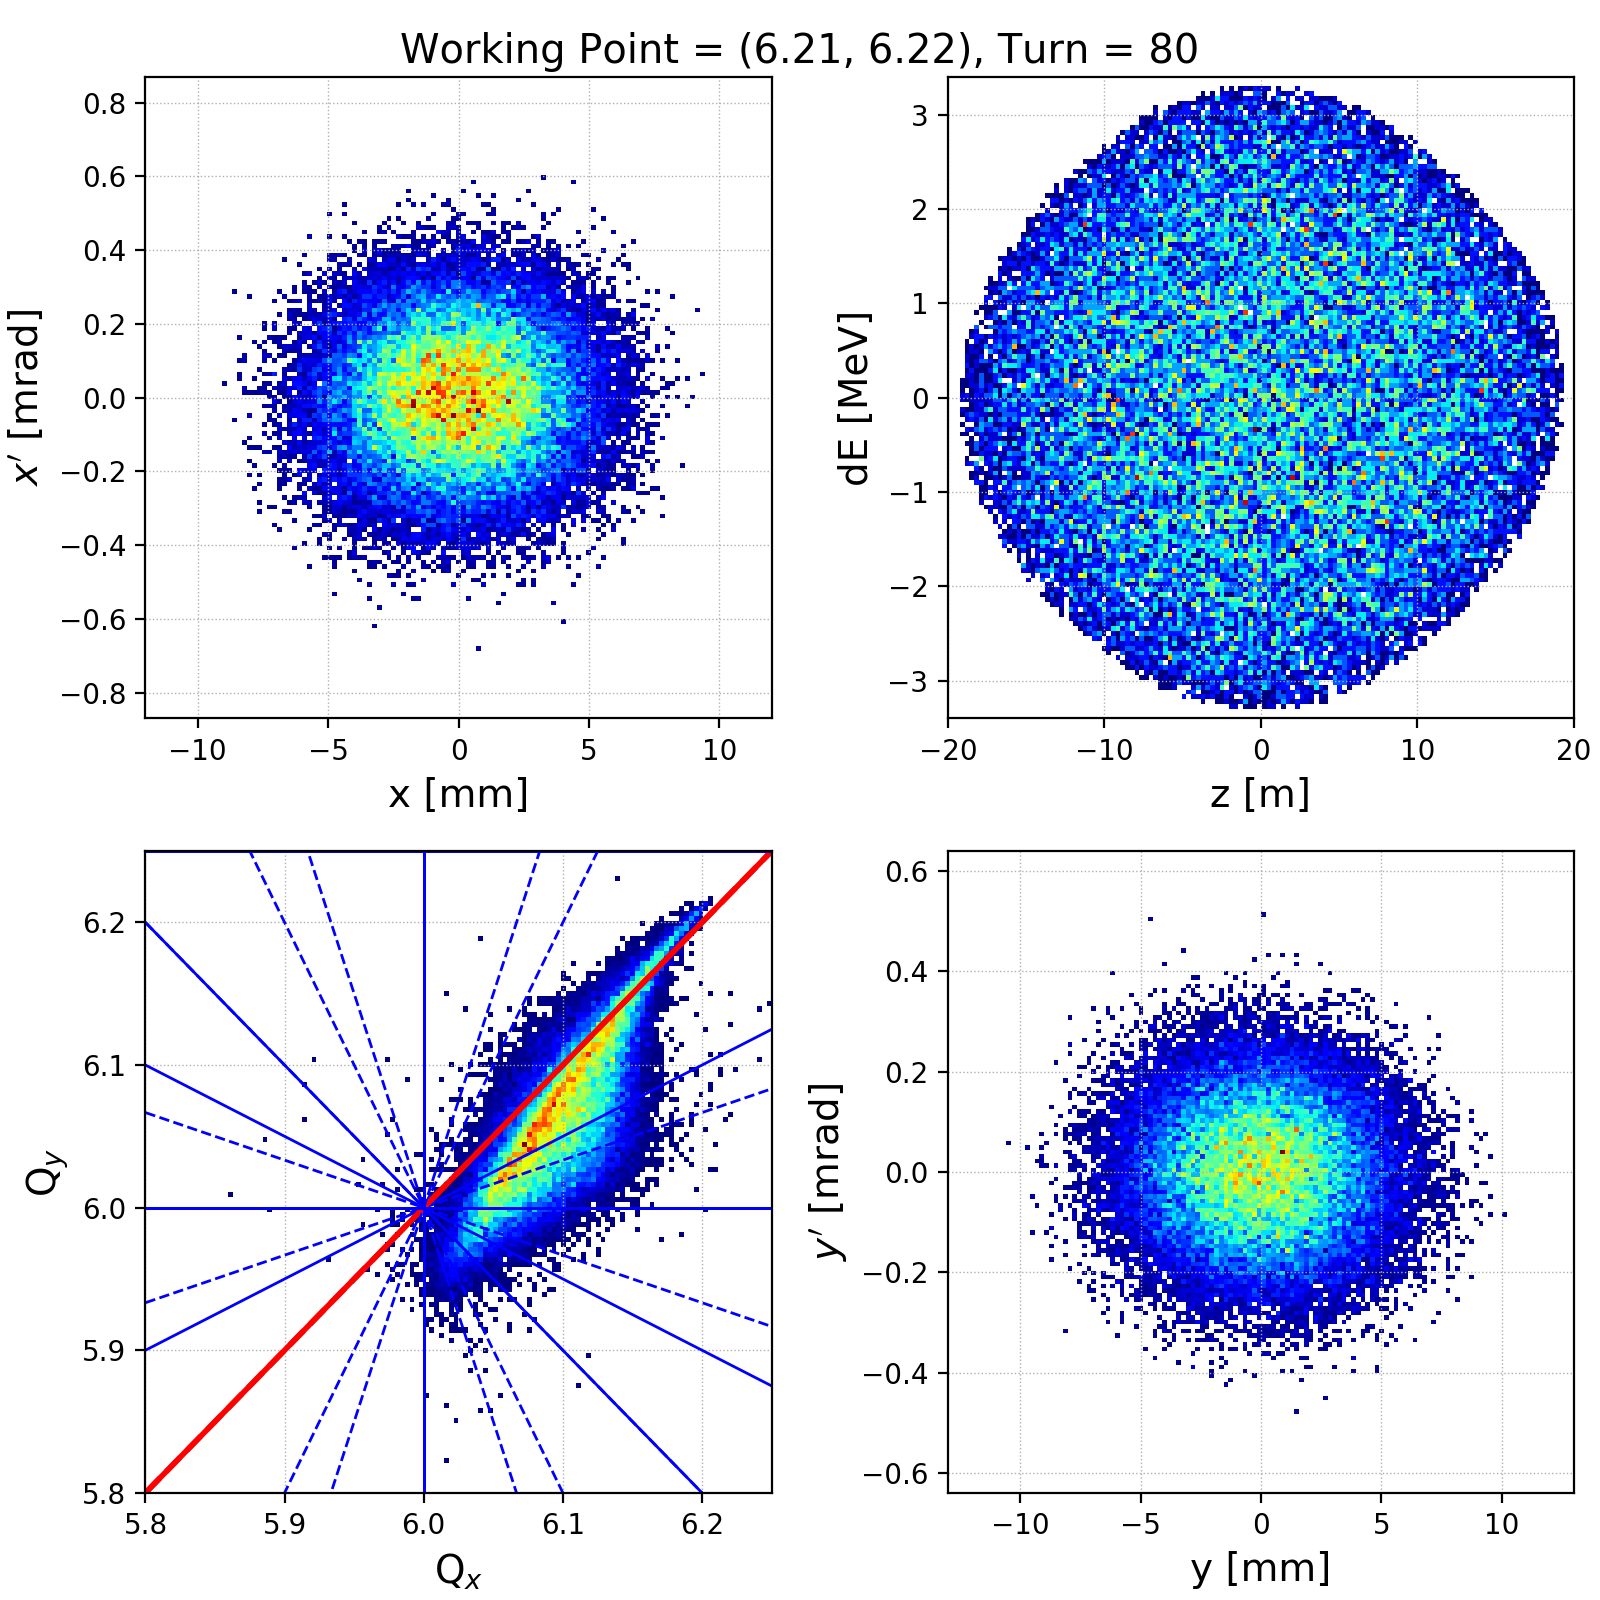 Working Point = (6.21, 6.22), Turn = 80
0.8
0.6
0.4
0.2
0.0
−0.2
−0.4
−0.6
−0.8
x′ [mrad]
−10 −5 0 5 10
x [mm]
3
2
1
0
−1
−2
−3
dE [MeV]
−20 −10 0 10 20
z [m]
6.2
6.1
6.0
5.9
5.8
Qy
5.8 5.9 6.0 6.1 6.2
Qx
0.6
0.4
0.2
0.0
−0.2
−0.4
−0.6
y′ [mrad]
−10 −5 0 5 10
y [mm]